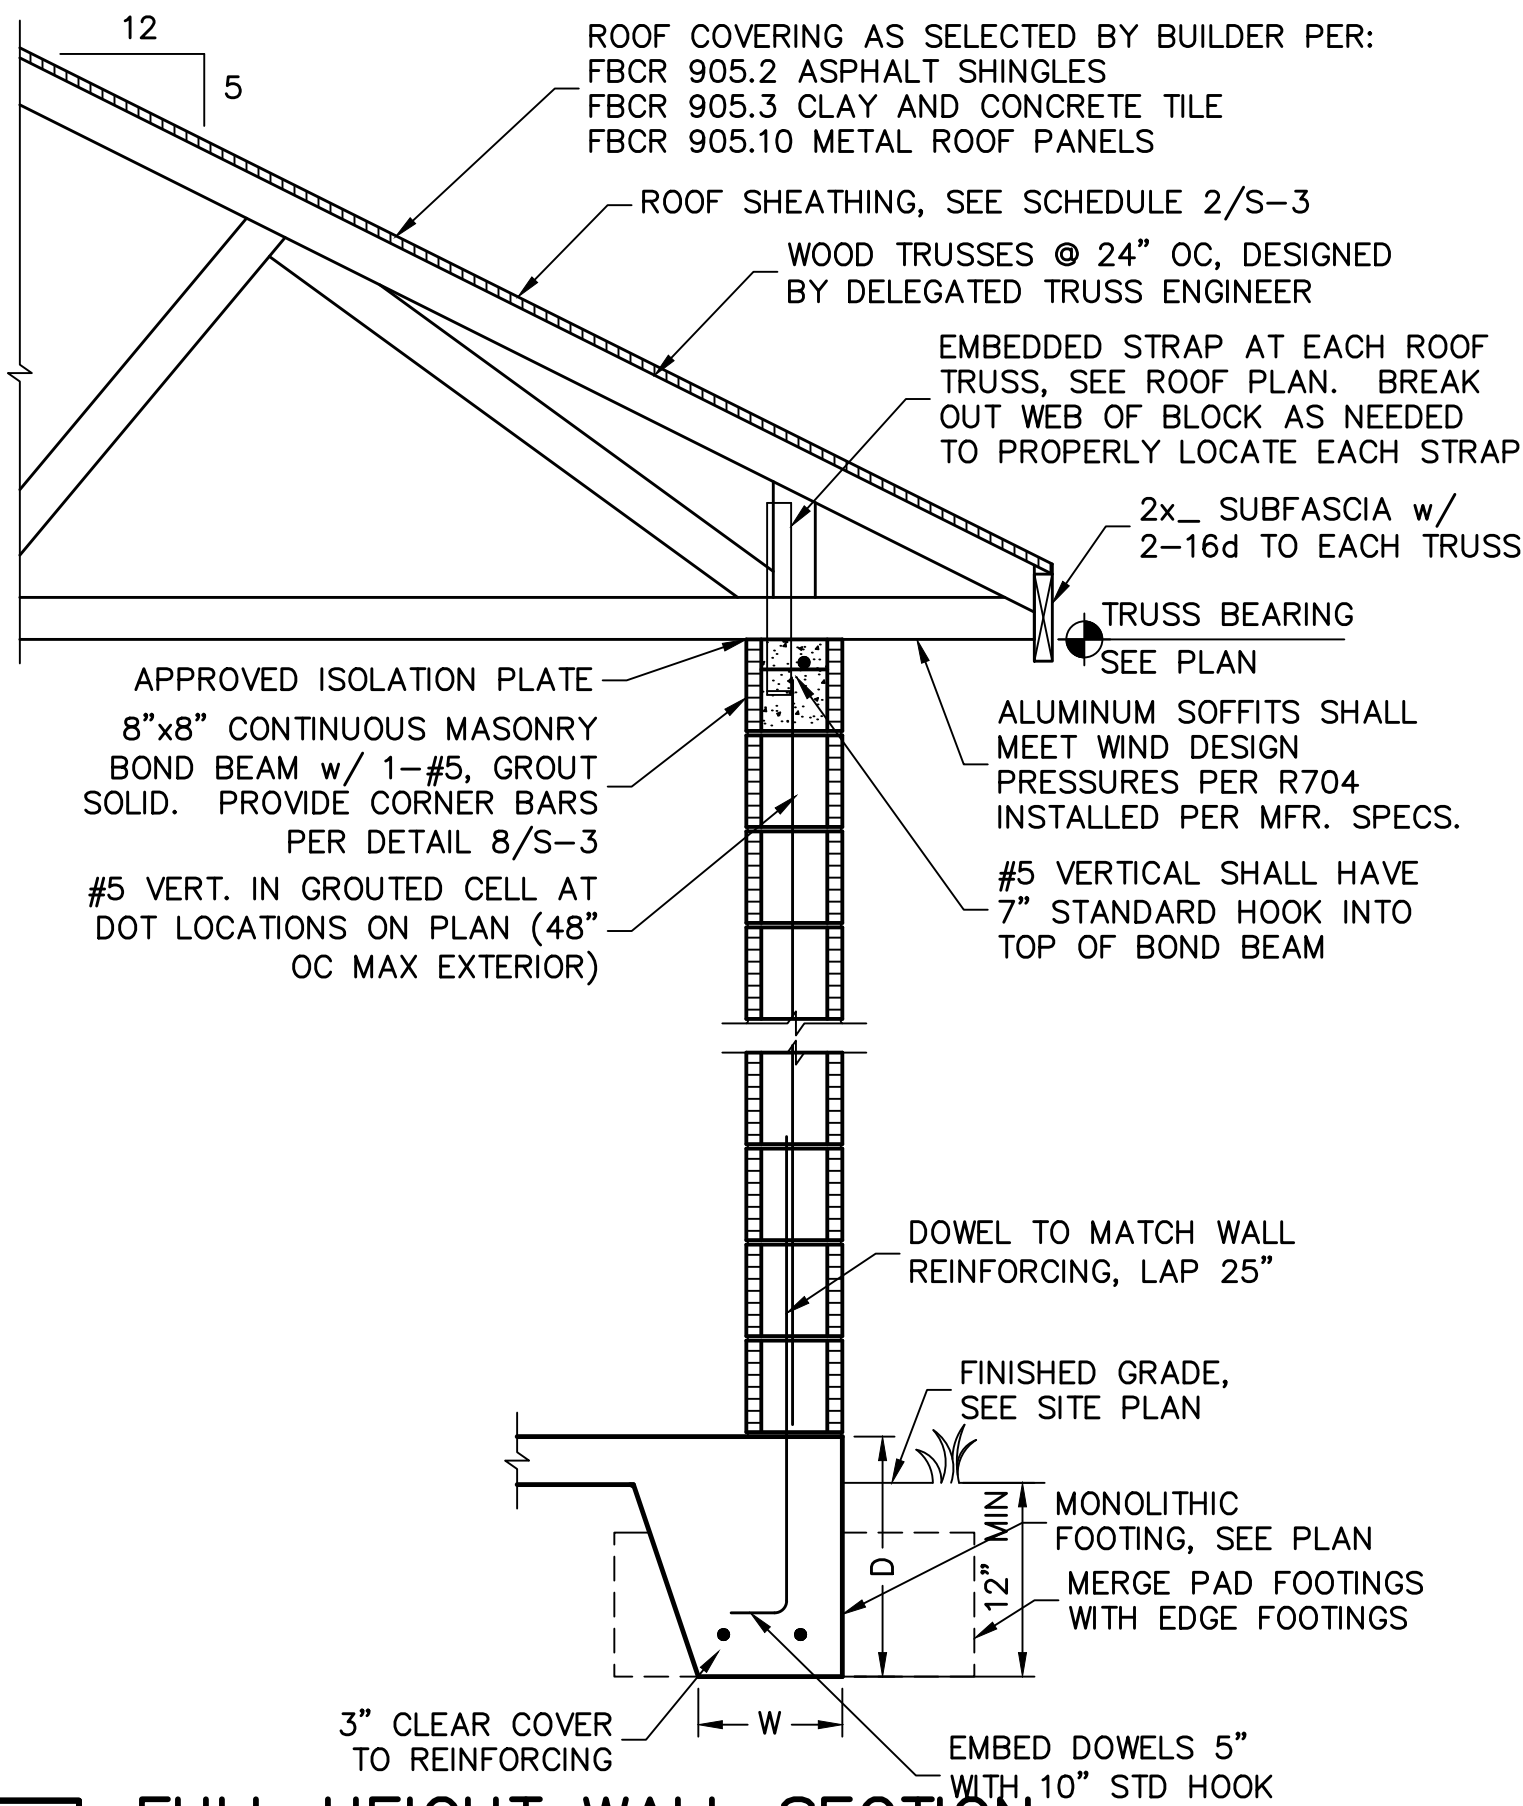 12
5
ROOF COVERING AS SELECTED BY BUILDER PER:
FBCR 905.2 ASPHALT SHINGLES
FBCR 905.3 CLAY AND CONCRETE TILE
FBCR 905.10 METAL ROOF PANELS
ROOF SHEATHING, SEE SCHEDULE 2/S-3
WOOD TRUSSES @ 24" OC, DESIGNED
BY DELEGATED TRUSS ENGINEER
EMBEDDED STRAP AT EACH ROOF
TRUSS, SEE ROOF PLAN. BREAK
OUT WEB OF BLOCK AS NEEDED
TO PROPERLY LOCATE EACH STRAP
2x_ SUBFASCIA w/
2-16d TO EACH TRUSS
TRUSS BEARING
SEE PLAN
APPROVED ISOLATION PLATE
8"x8" CONTINUOUS MASONRY
BOND BEAM w/ 1-#5, GROUT
SOLID. PROVIDE CORNER BARS
PER DETAIL 8/S-3
#5 VERT. IN GROUTED CELL AT
DOT LOCATIONS ON PLAN (48"
OC MAX EXTERIOR)
ALUMINUM SOFFITS SHALL
MEET WIND DESIGN
PRESSURES PER R704
INSTALLED PER MFR. SPECS.
#5 VERTICAL SHALL HAVE
7" STANDARD HOOK INTO
TOP OF BOND BEAM
DOWEL TO MATCH WALL
REINFORCING, LAP 25"
FINISHED GRADE,
SEE SITE PLAN
MONOLITHIC
FOOTING, SEE PLAN
MERGE PAD FOOTINGS
WITH EDGE FOOTINGS
D
12" MIN
W
3" CLEAR COVER
TO REINFORCING
EMBED DOWELS 5"
WITH 10" STD HOOK
FULL HEIGHT WALL SECTION